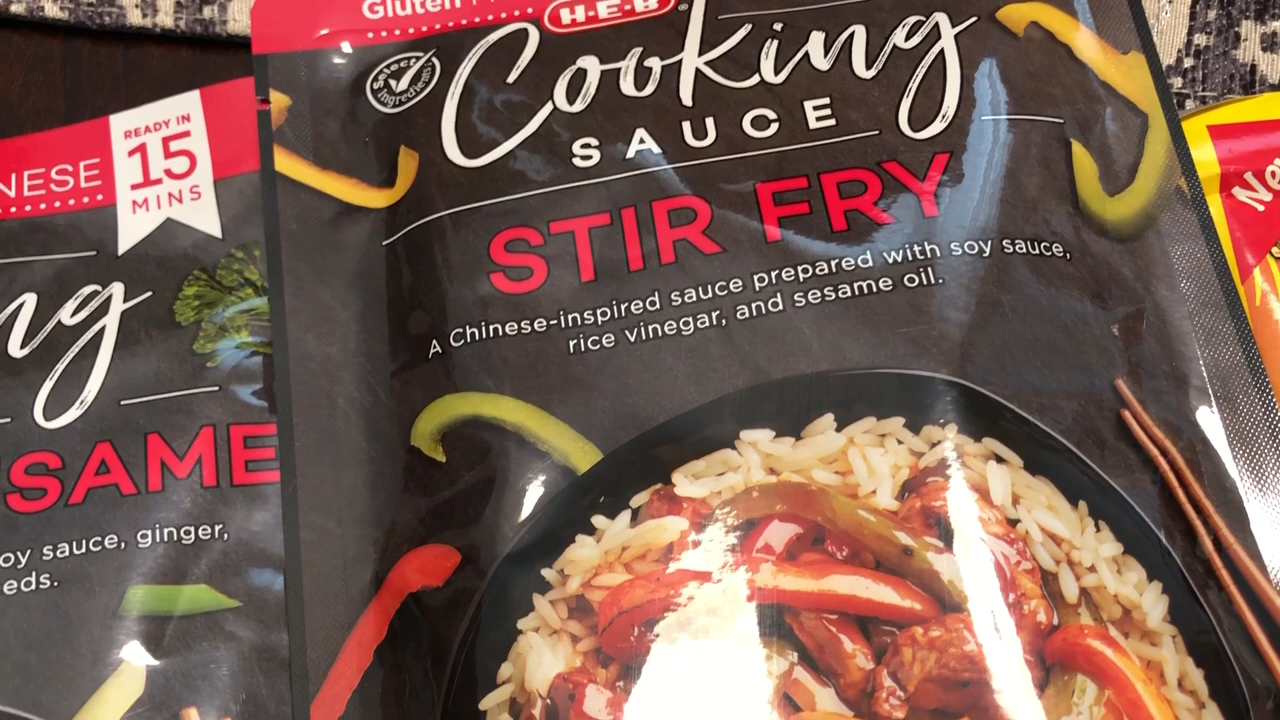 Gluten
H-E-B
Select
Ingredients
Cooking
SAUCE
STIR FRY
A Chinese-inspired sauce prepared with soy sauce,
rice vinegar, and sesame oil.
NESE
READY IN
15
MINS
ng
SAME
oy sauce, ginger,
eds.